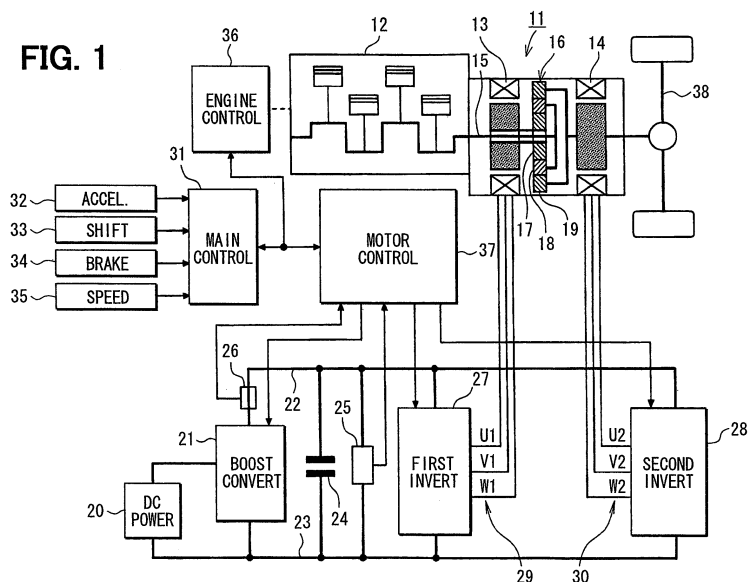 FIG. 1
36
ENGINE
CONTROL
12
13
11
16
14
15
38
31
32
ACCEL.
33
SHIFT
34
BRAKE
35
SPEED
MAIN
CONTROL
MOTOR
CONTROL
37
17
18
19
26
22
25
27
28
21
BOOST
CONVERT
24
FIRST
INVERT
U1
V1
W1
U2
V2
W2
SECOND
INVERT
20
DC
POWER
23
29
30